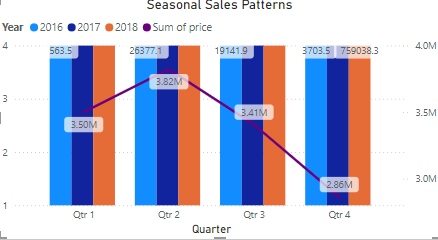 Seasonal Sales Patterns
Year 2016 2017 2018 Sum of price
4 563.5 26377.1 19141.9 3703.5 759038.3 4.0M
3 3.50M 3.82M 3.41M 3.5M
2 2.86M 3.0M
1
Qtr 1 Qtr 2 Qtr 3 Qtr 4
Quarter